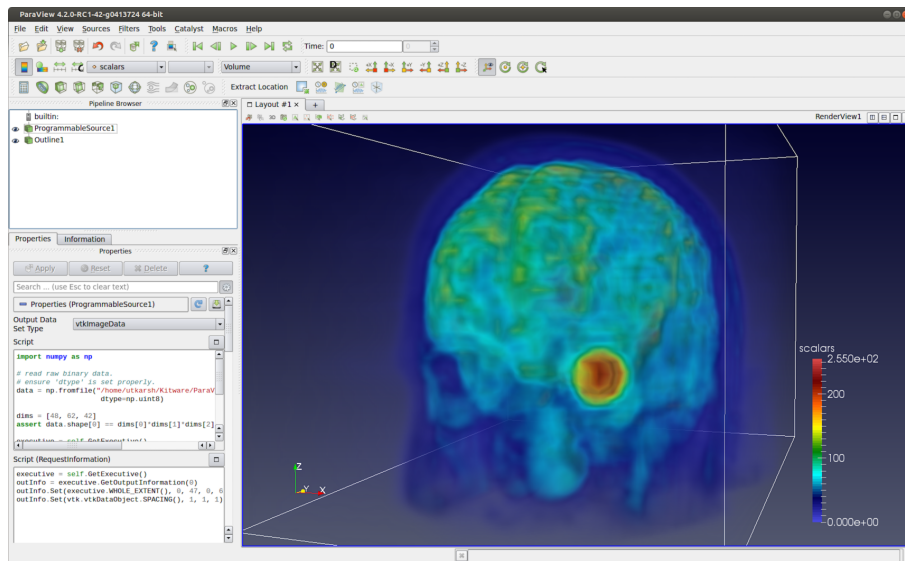 ParaView 4.2.0-RC1-42-g0413724 64-bit
File Edit View Sources Filters Tools Catalyst Macros Help
Time: 0 0
scalars Volume
Extract Location
Pipeline Browser
Layout #1 × +
builtin:
ProgrammableSource1
Outline1
3D
RenderView1
Properties Information
Properties
Apply Reset Delete ?
Search ... (use Esc to clear text)
Properties (ProgrammableSource1)
Output Data
Set Type vtkImageData
Script
import numpy as np
# read raw binary data.
# ensure 'dtype' is set properly.
data = np.fromfile("/home/utkarsh/Kitware/ParaV
dtype=np.uint8)
dims = [48, 62, 42]
assert data.shape[0] == dims[0]*dims[1]*dims[2]
executive = self.GetExecutive()
Script (RequestInformation)
executive = self.GetExecutive()
outInfo = executive.GetOutputInformation(0)
outInfo.Set(executive.WHOLE_EXTENT(), 0, 47, 0, 6
outInfo.Set(vtk.vtkDataObject.SPACING(), 1, 1, 1)
Z
Y X
scalars
2.550e+02
200
100
0.000e+00